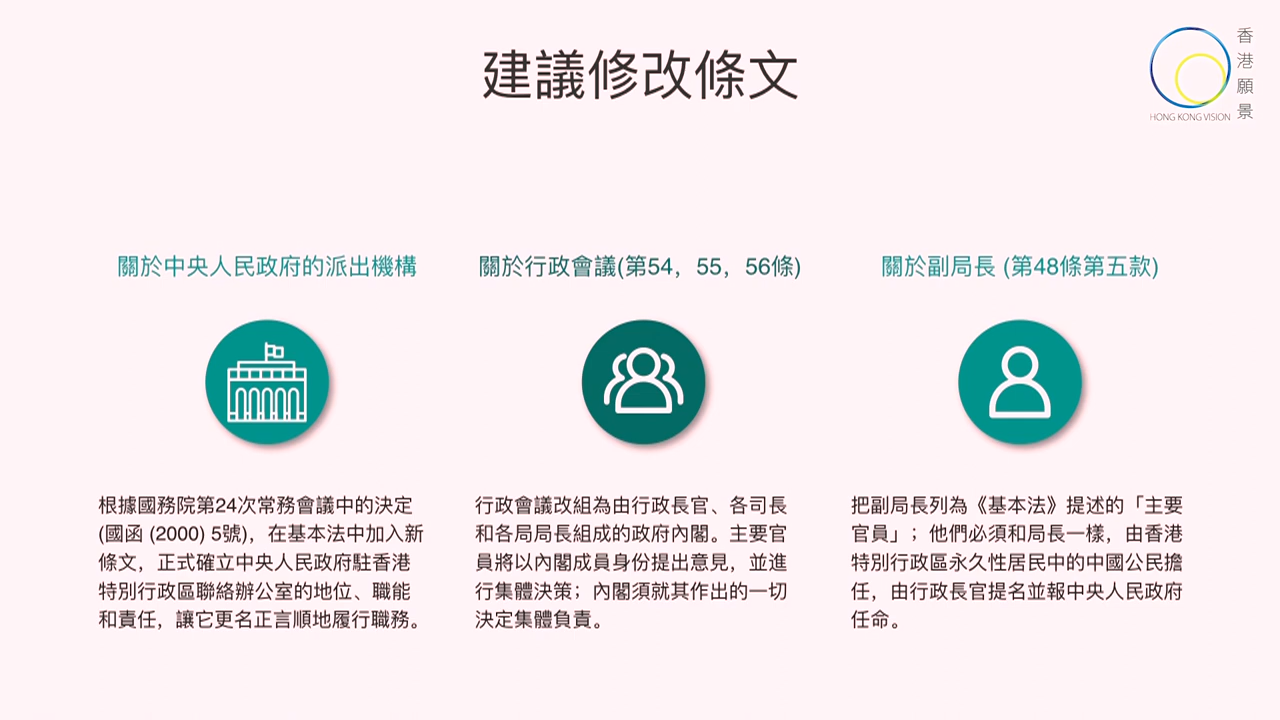 建議修改條文
香港願景
HONG KONG VISION
關於中央人民政府的派出機構
根據國務院第24次常務會議中的決定
(國函 (2000) 5號)，在基本法中加入新
條文，正式確立中央人民政府駐香港
特別行政區聯絡辦公室的地位、職能
和責任，讓它更名正言順地履行職務。
關於行政會議(第54，55，56條)
行政會議改組為由行政長官、各司長
和各局局長組成的政府內閣。主要官
員將以內閣成員身份提出意見，並進
行集體決策；內閣須就其作出的一切
決定集體負責。
關於副局長 (第48條第五款)
把副局長列為《基本法》提述的「主要
官員」；他們必須和局長一樣，由香港
特別行政區永久性居民中的中國公民擔
任，由行政長官提名並報中央人民政府
任命。